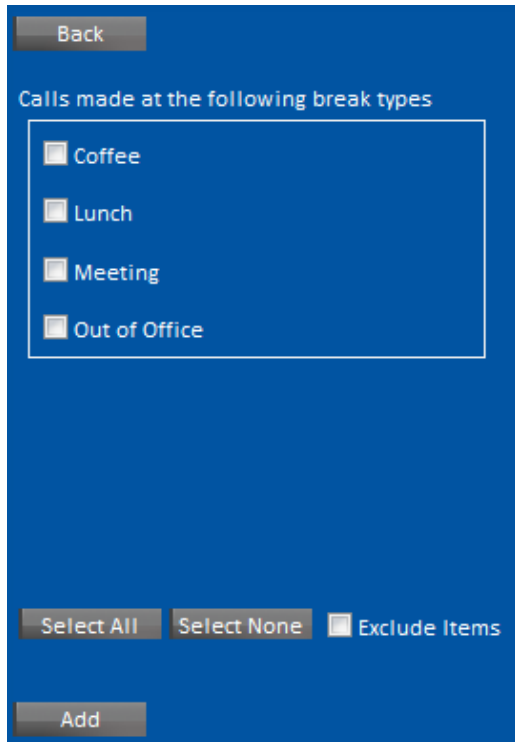 Back
Calls made at the following break types
Coffee
Lunch
Meeting
Out of Office
Select All Select None Exclude Items
Add